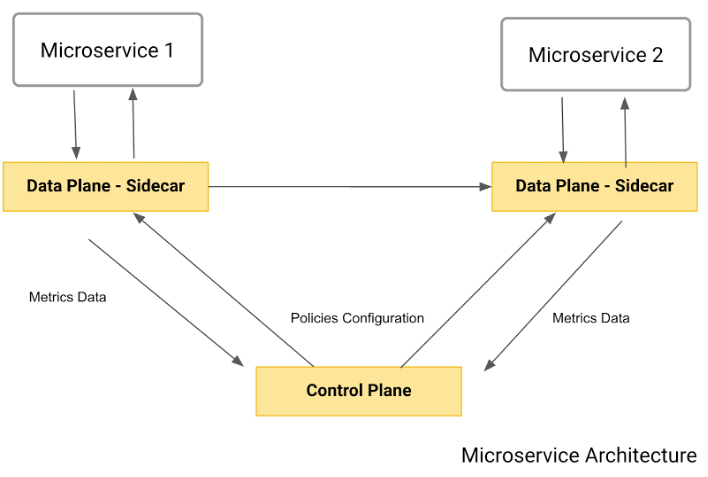 Microservice 1
Microservice 2
Data Plane - Sidecar
Data Plane - Sidecar
Metrics Data
Policies Configuration
Metrics Data
Control Plane
Microservice Architecture